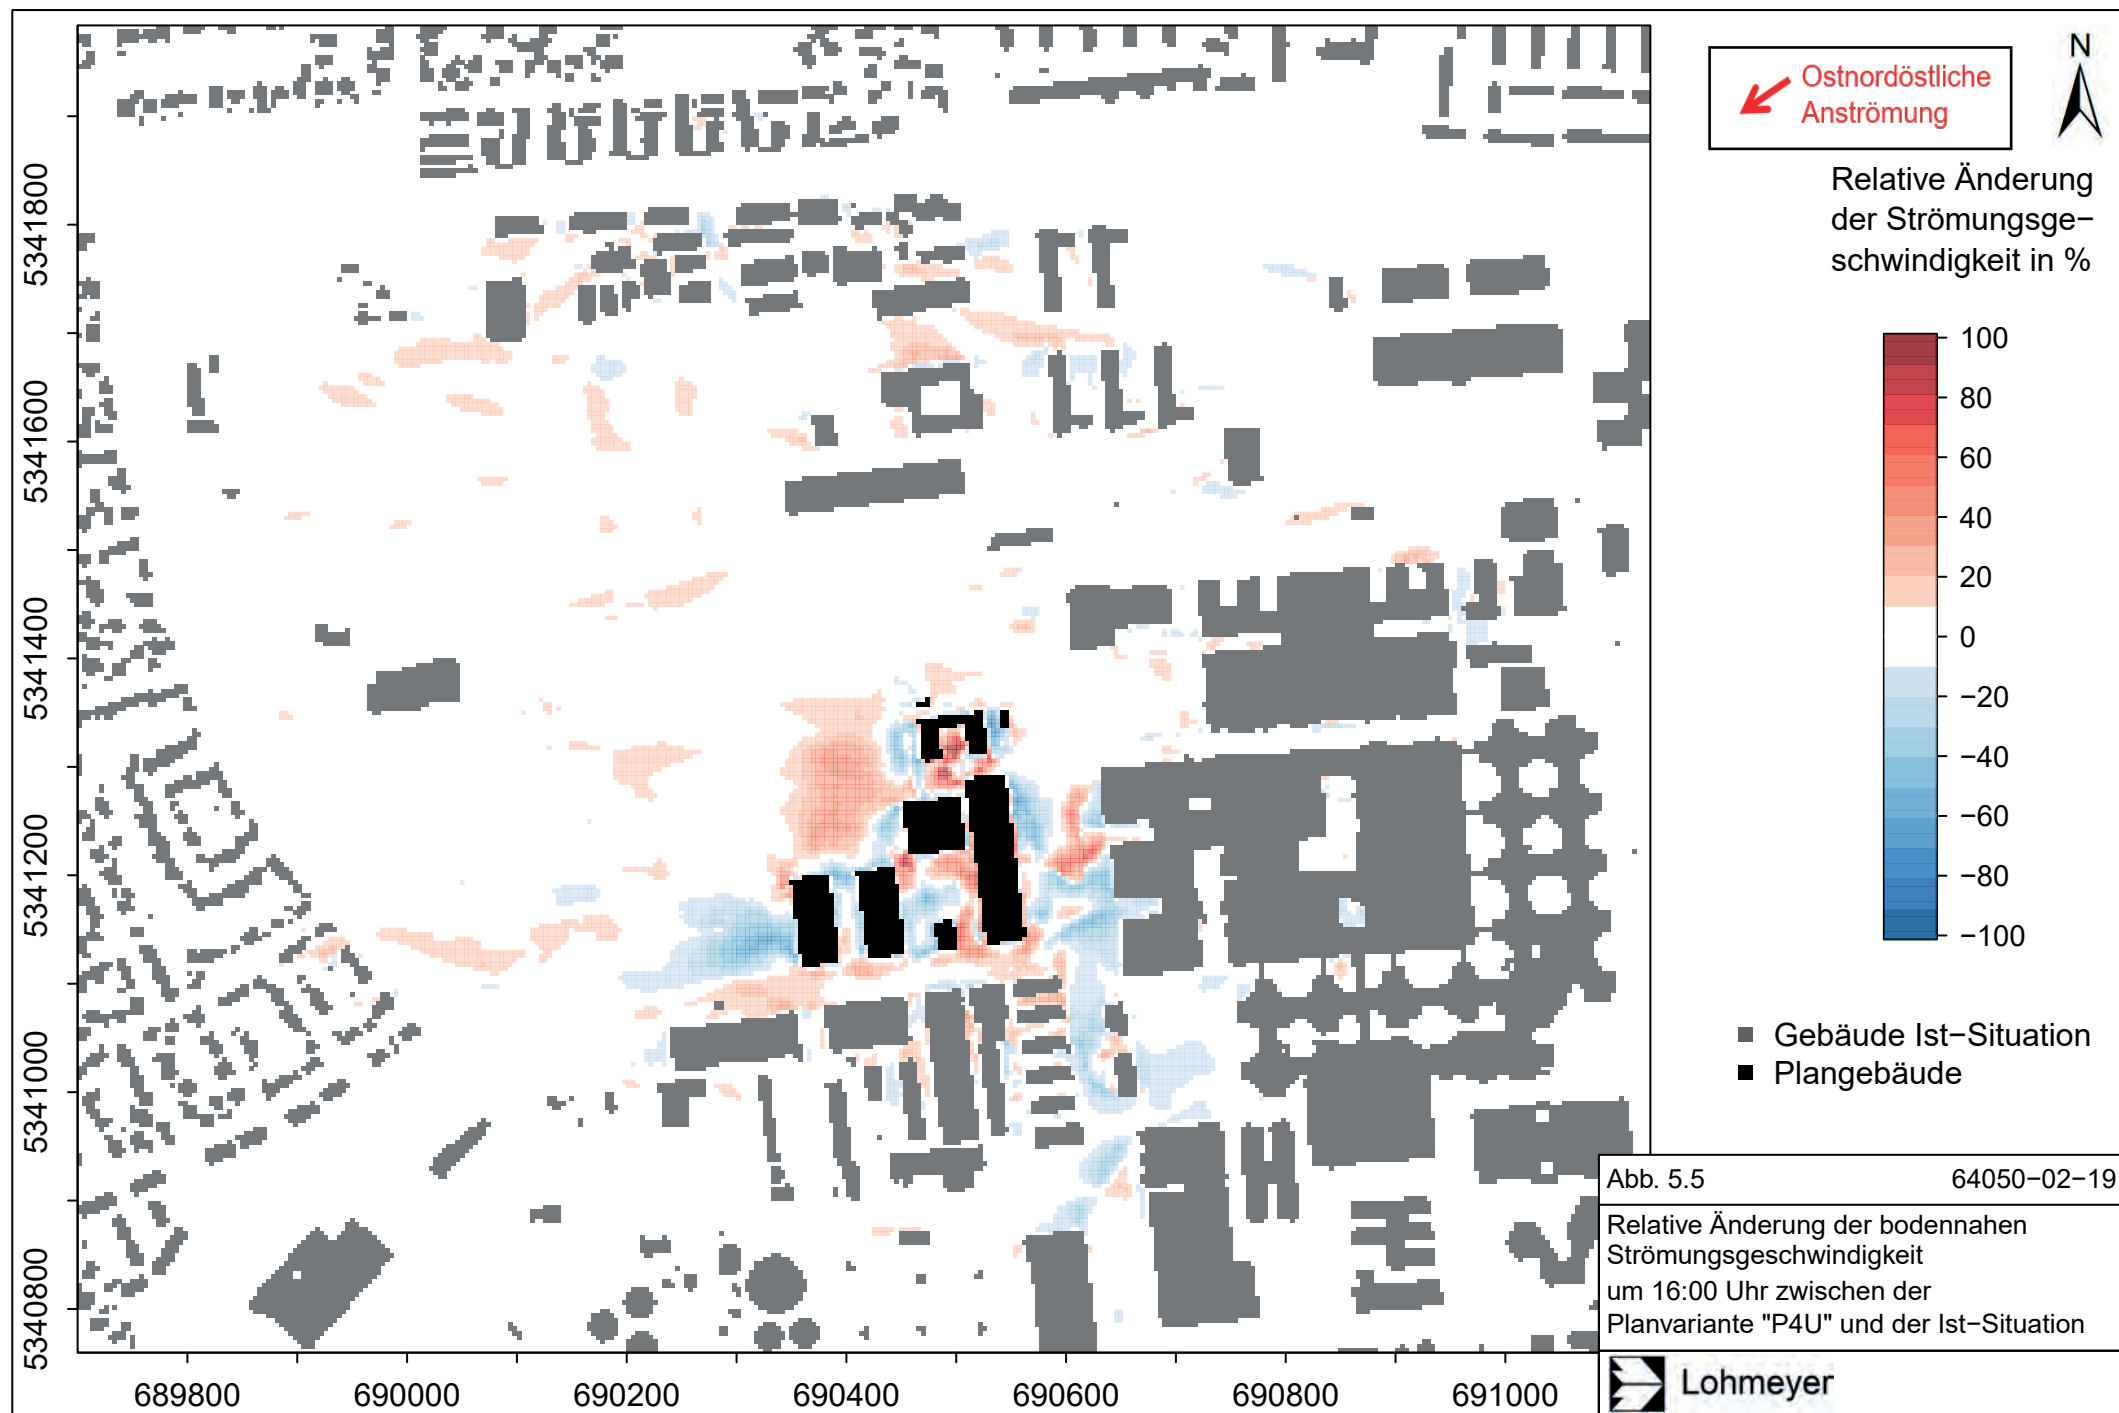 N
Ostnordöstliche
Anströmung
Relative Änderung
der Strömungsge−
schwindigkeit in %
100
80
60
40
20
0
−20
−40
−60
−80
−100
Gebäude Ist−Situation
Plangebäude
5341800
5341600
5341400
5341200
5341000
5340800
689800 690000 690200 690400 690600 690800 691000
Abb. 5.5 64050−02−19
Relative Änderung der bodennahen
Strömungsgeschwindigkeit
um 16:00 Uhr zwischen der
Planvariante "P4U" und der Ist−Situation
Lohmeyer